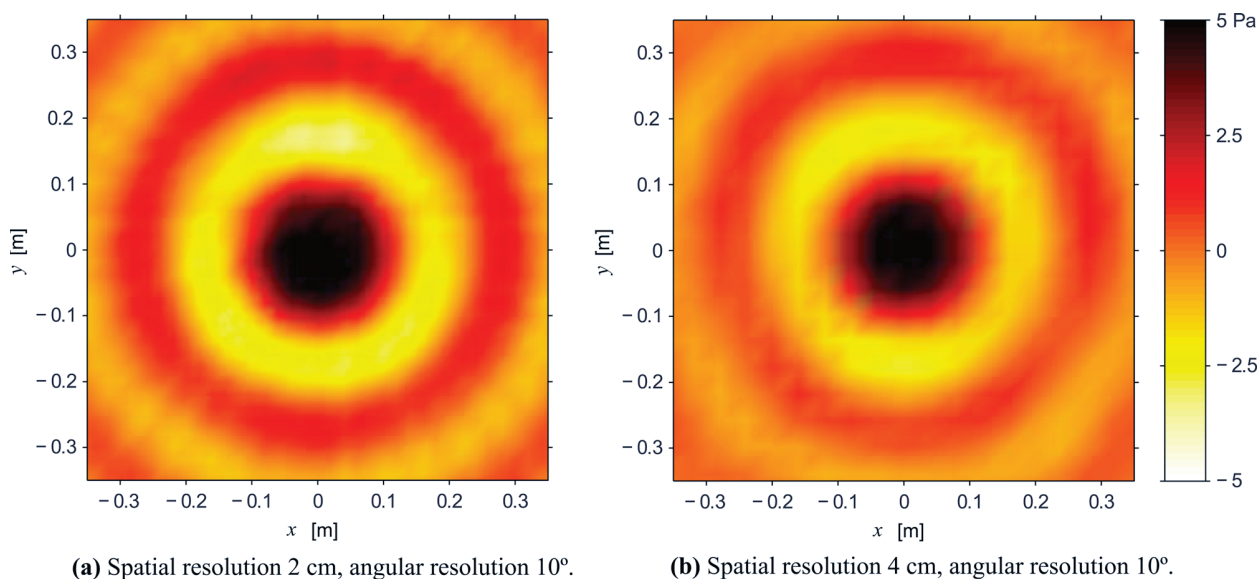 0.3
0.2
0.1
0
−0.1
−0.2
−0.3
y [m]
−0.3 −0.2 −0.1 0 0.1 0.2 0.3
x [m]
(a) Spatial resolution 2 cm, angular resolution 10º.
0.3
0.2
0.1
0
−0.1
−0.2
−0.3
y [m]
−0.3 −0.2 −0.1 0 0.1 0.2 0.3
x [m]
(b) Spatial resolution 4 cm, angular resolution 10º.
5 Pa
2.5
0
−2.5
−5